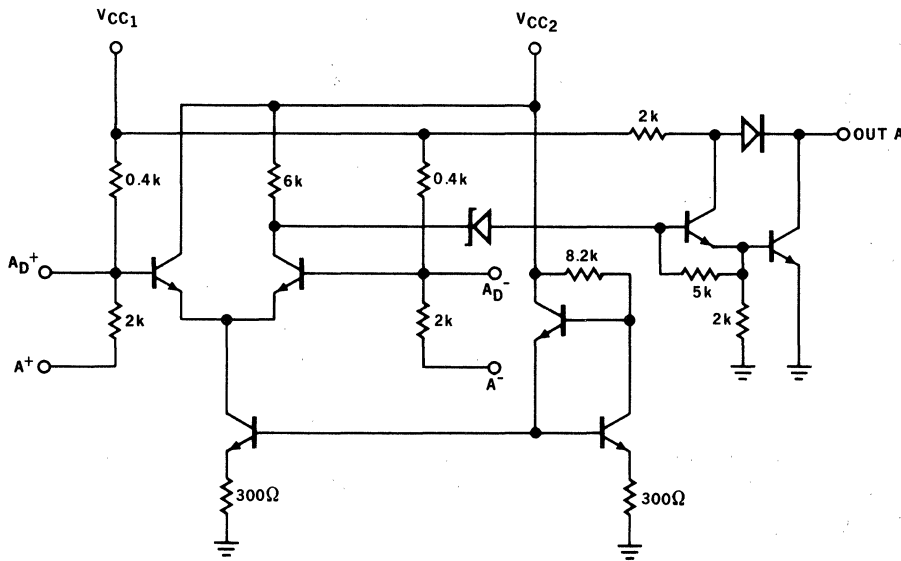 VCC1
VCC2
2k
OUT A
0.4k
6k
0.4k
AD+
8.2k
AD-
5k
2k
2k
2k
A+
A-
300Ω
300Ω